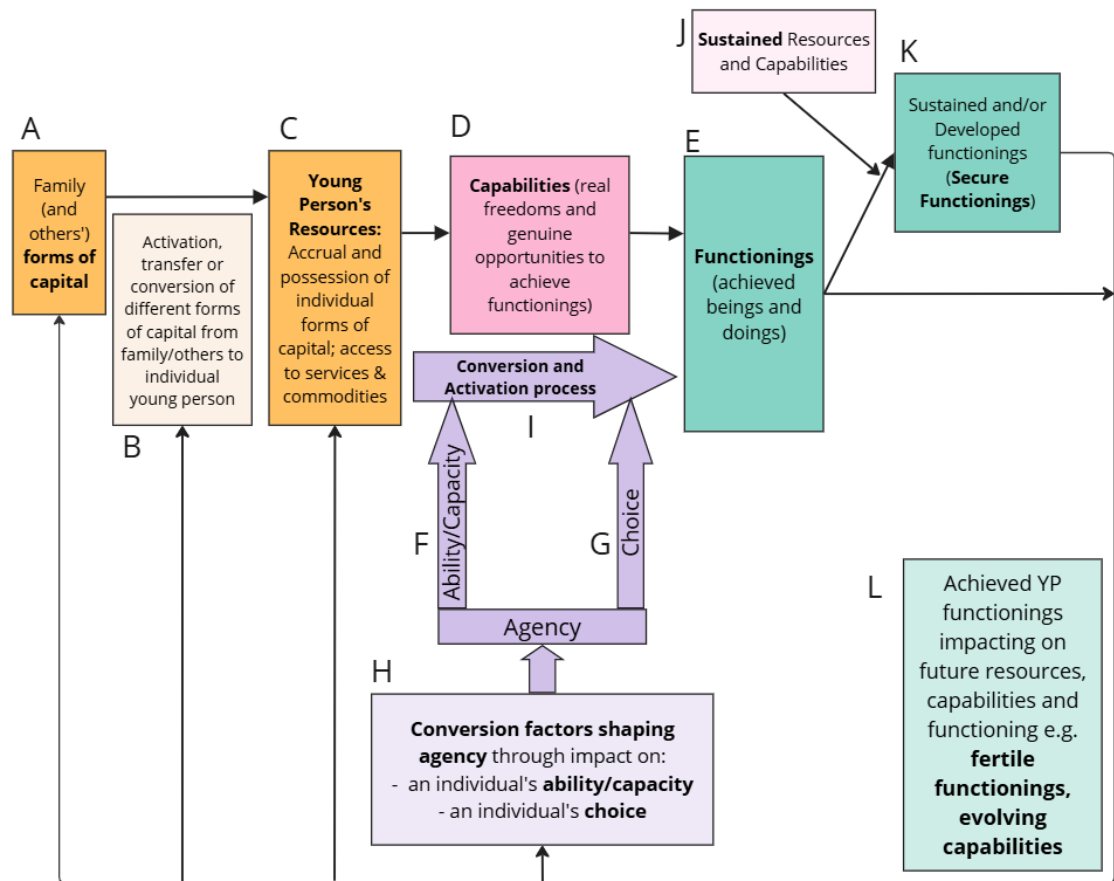 A
Family
(and
others')
forms of
capital
B
Activation,
transfer or
conversion of
different forms
of capital from
family/others to
individual
young person
C
Young
Person's
Resources:
Accrual and
possession of
individual
forms of
capital; access
to services &
commodities
D
Capabilities (real
freedoms and
genuine
opportunities to
achieve
functionings)
E
Functionings
(achieved
beings and
doings)
Conversion and
Activation process
I
F
Ability/Capacity
G
Choice
Agency
H
Conversion factors shaping
agency through impact on:
- an individual's ability/capacity
- an individual's choice
J
Sustained Resources
and Capabilities
K
Sustained and/or
Developed
functionings
(Secure
Functionings)
L
Achieved YP
functionings
impacting on
future resources,
capabilities and
functioning e.g.
fertile
functionings,
evolving
capabilities